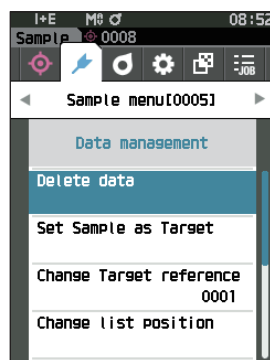 I+E M0 08:52
Sample 0008
-JOB
Sample menu[0005]
Data management
Delete data
Set Sample as Target
Change Target reference
0001
Change list position